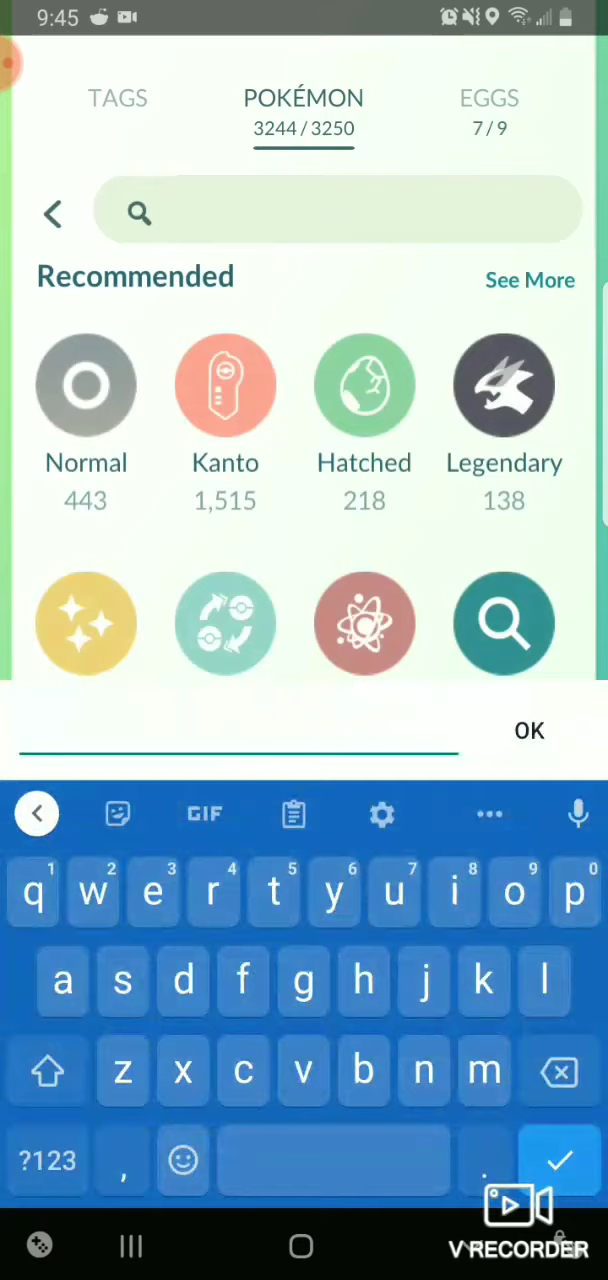 9:45
TAGS
POKÉMON
EGGS
3244 / 3250
7 / 9
Recommended
See More
Normal
Kanto
Hatched
Legendary
443
1,515
218
138
OK
GIF
1 2 3 4 5 6 7 8 9 0
q w e r t y u i o p
a s d f g h j k l
z x c v b n m
?123 , .
V RECORDER